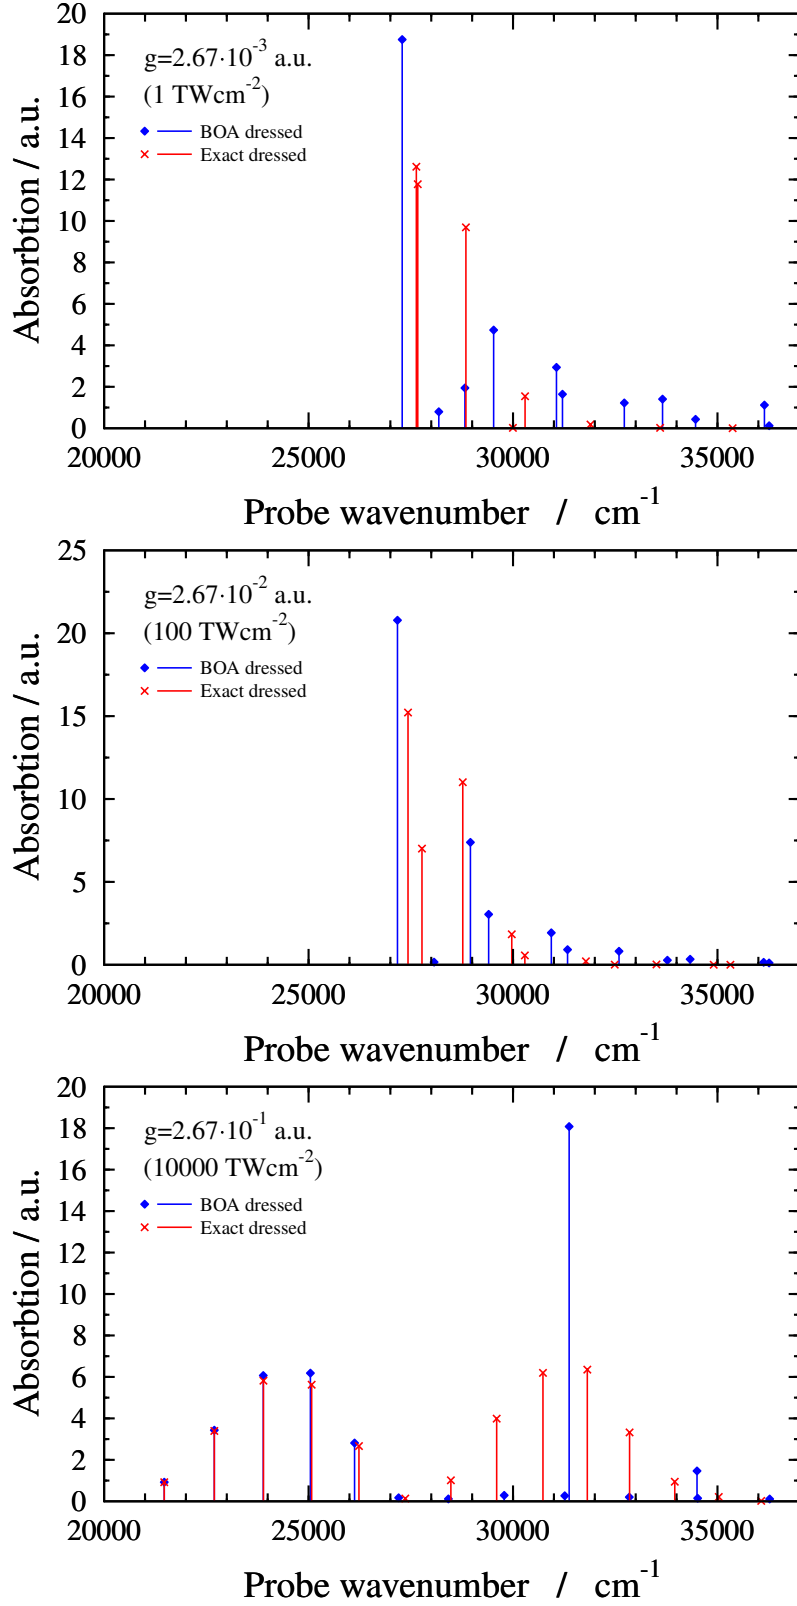 20
18
16
14
12
10
8
6
4
2
0
Absorbtion / a.u.
g=2.67·10⁻³ a.u.
(1 TWcm⁻²)
BOA dressed
Exact dressed
20000 25000 30000 35000
Probe wavenumber / cm⁻¹
25
20
15
10
5
0
Absorbtion / a.u.
g=2.67·10⁻² a.u.
(100 TWcm⁻²)
BOA dressed
Exact dressed
20000 25000 30000 35000
Probe wavenumber / cm⁻¹
20
18
16
14
12
10
8
6
4
2
0
Absorbtion / a.u.
g=2.67·10⁻¹ a.u.
(10000 TWcm⁻²)
BOA dressed
Exact dressed
20000 25000 30000 35000
Probe wavenumber / cm⁻¹